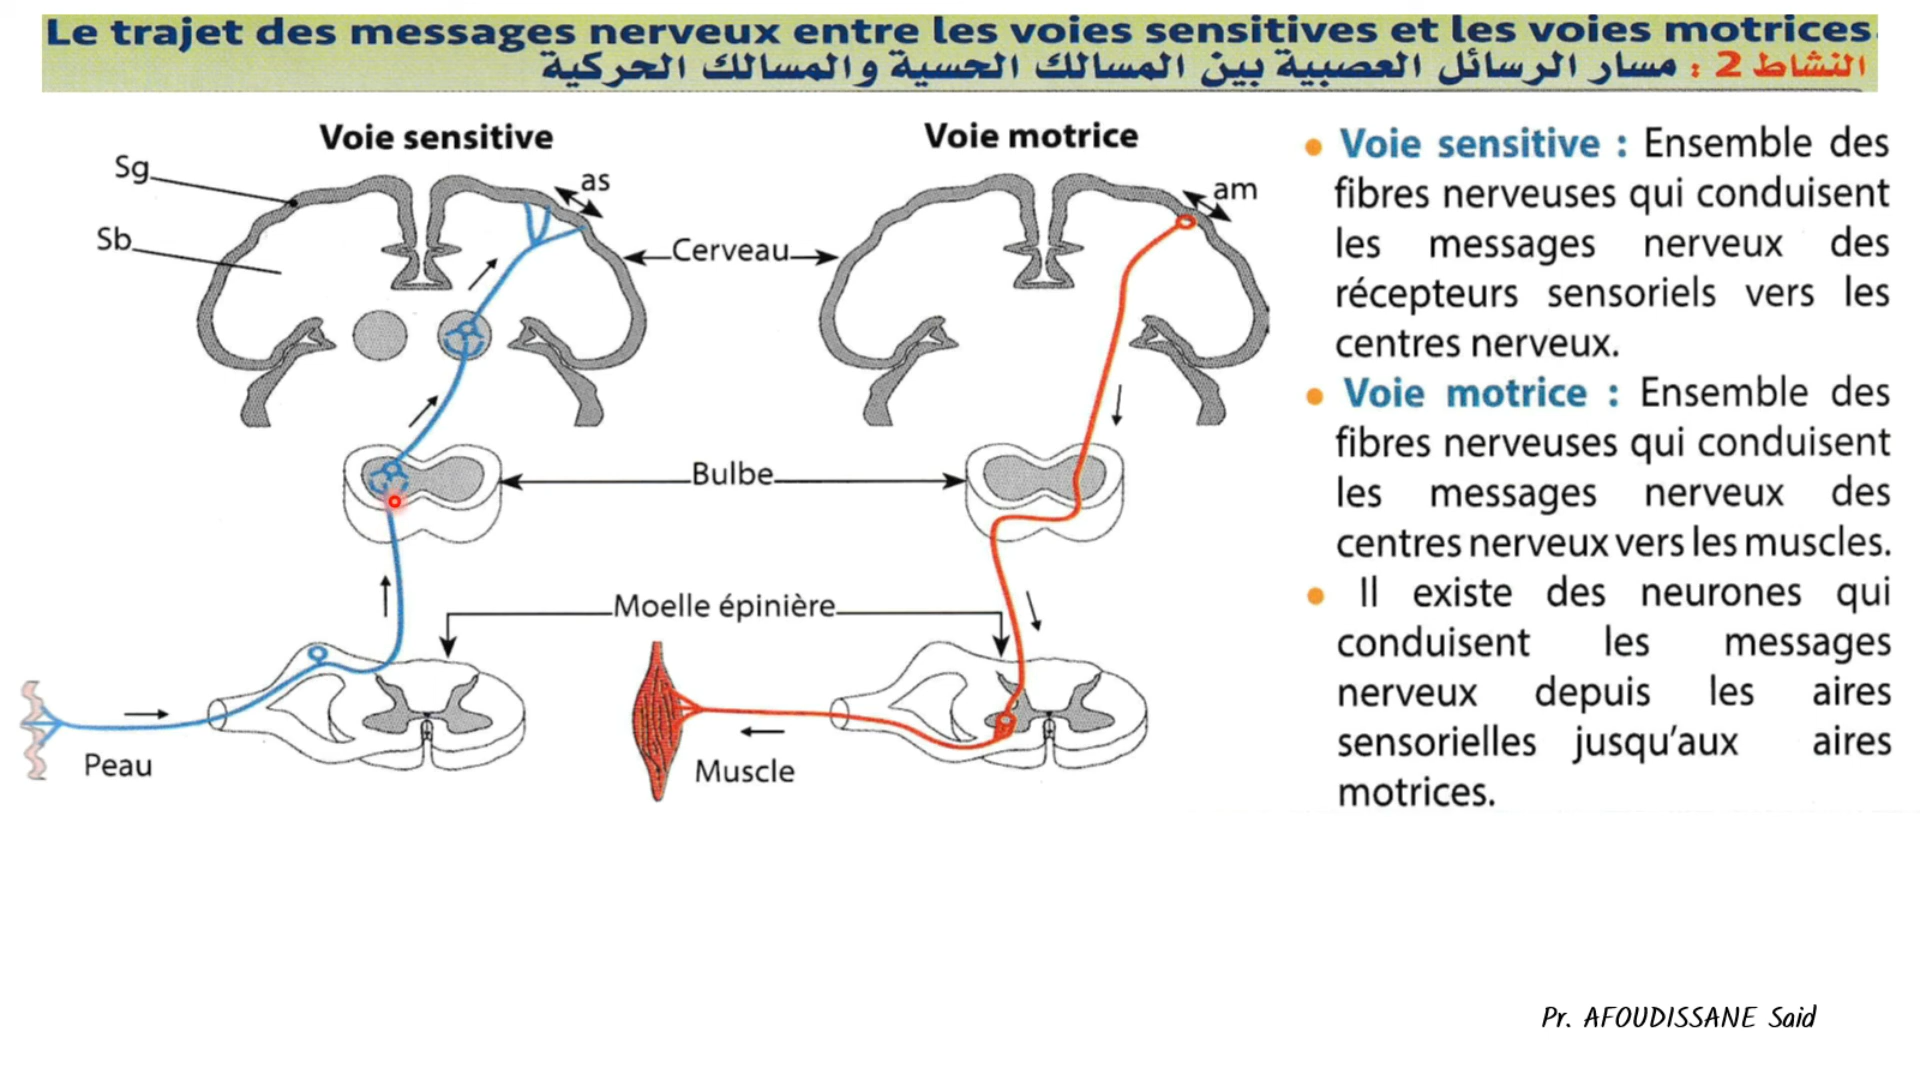 Le trajet des messages nerveux entre les voies sensitives et les voies motrices.
النشاط 2 : مسار الرسائل العصبية بين المسالك الحسية والمسالك الحركية
Voie sensitive
Voie motrice
Sg
as
am
Sb
Cerveau
Bulbe
Moelle épinière
Peau
Muscle
• Voie sensitive : Ensemble des
fibres nerveuses qui conduisent
les messages nerveux des
récepteurs sensoriels vers les
centres nerveux.
• Voie motrice : Ensemble des
fibres nerveuses qui conduisent
les messages nerveux des
centres nerveux vers les muscles.
• Il existe des neurones qui
conduisent les messages
nerveux depuis les aires
sensorielles jusqu'aux aires
motrices.
Pr. AFOUDISSANE Said